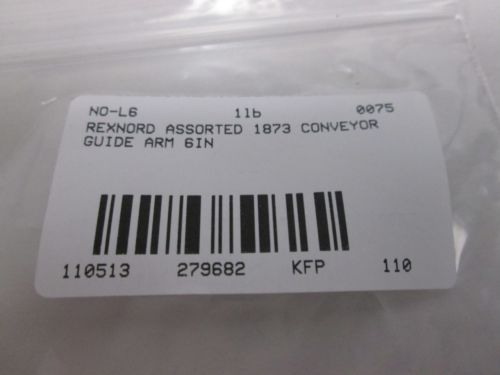 NO-L6 1lb 0075
REXNORD ASSORTED 1873 CONVEYOR
GUIDE ARM 6IN
110513 279682 KFP 110